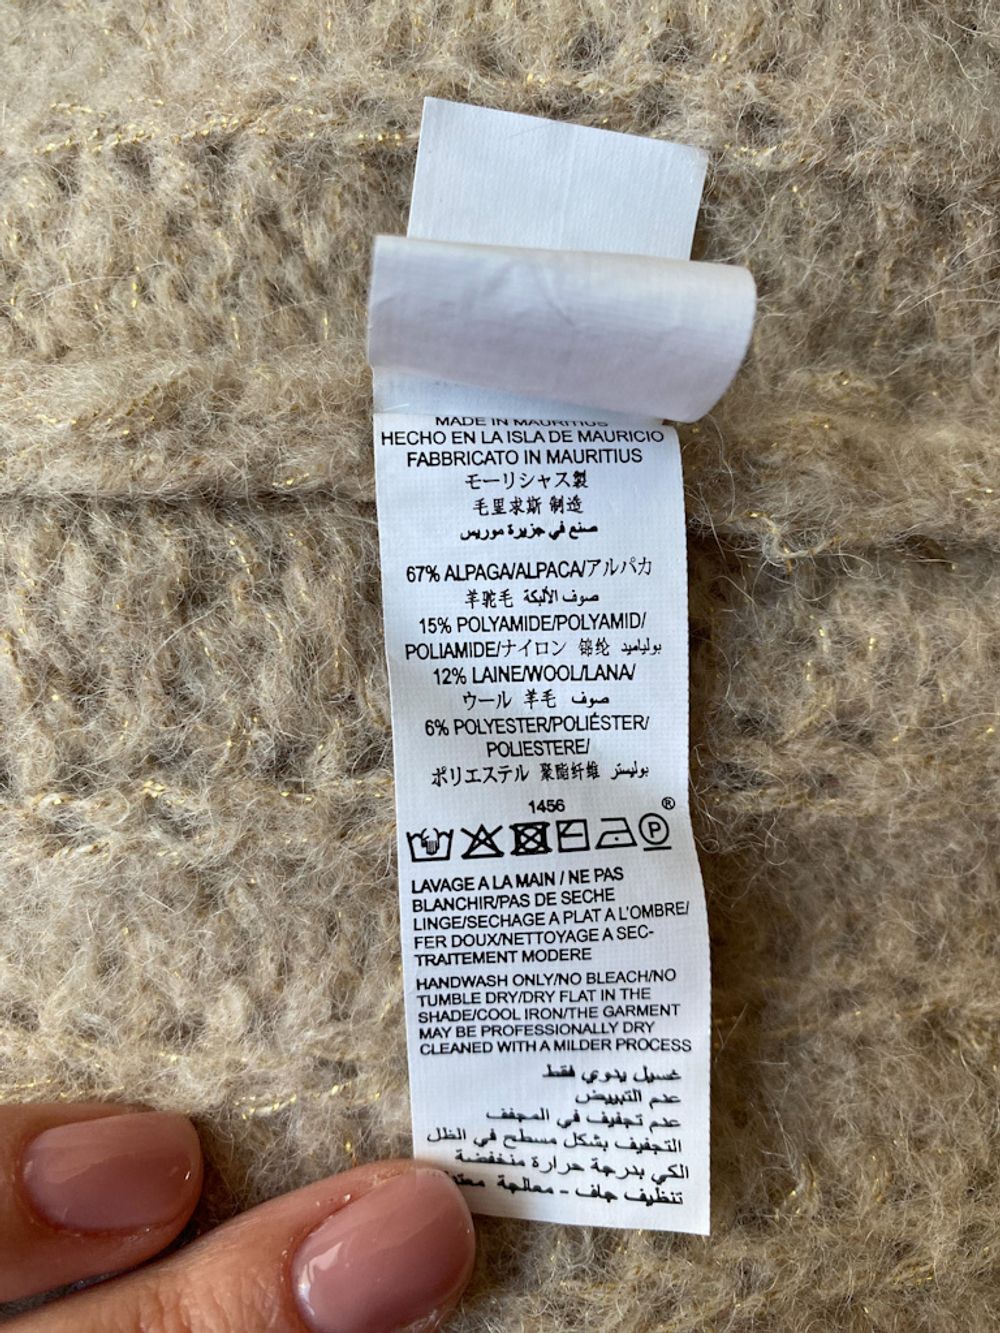 MADE IN MAURITIUS
HECHO EN LA ISLA DE MAURICIO
FABBRICATO IN MAURITIUS
モーリシャス製
毛里求斯 制造
صنع في جزيرة موريس
67% ALPAGA/ALPACA/アルパカ
羊驼毛 صوف الألبكة
15% POLYAMIDE/POLYAMID/
POLIAMIDE/ナイロン 锦纶 بولياميد
12% LAINE/WOOL/LANA/
ウール 羊毛 صوف
6% POLYESTER/POLIÉSTER/
POLIESTERE/
ポリエステル 聚酯纤维 بوليستر
1456
®
P
LAVAGE A LA MAIN / NE PAS
BLANCHIR/PAS DE SECHE
LINGE/SECHAGE A PLAT A L'OMBRE/
FER DOUX/NETTOYAGE A SEC-
TRAITEMENT MODERE
HANDWASH ONLY/NO BLEACH/NO
TUMBLE DRY/DRY FLAT IN THE
SHADE/COOL IRON/THE GARMENT
MAY BE PROFESSIONALLY DRY
CLEANED WITH A MILDER PROCESS
غسيل يدوي فقط
عدم التبييض
عدم تجفيف في المجفف
التجفيف بشكل مسطح في الظل
الكي بدرجة حرارة منخفضة
تنظيف جاف - معالجة